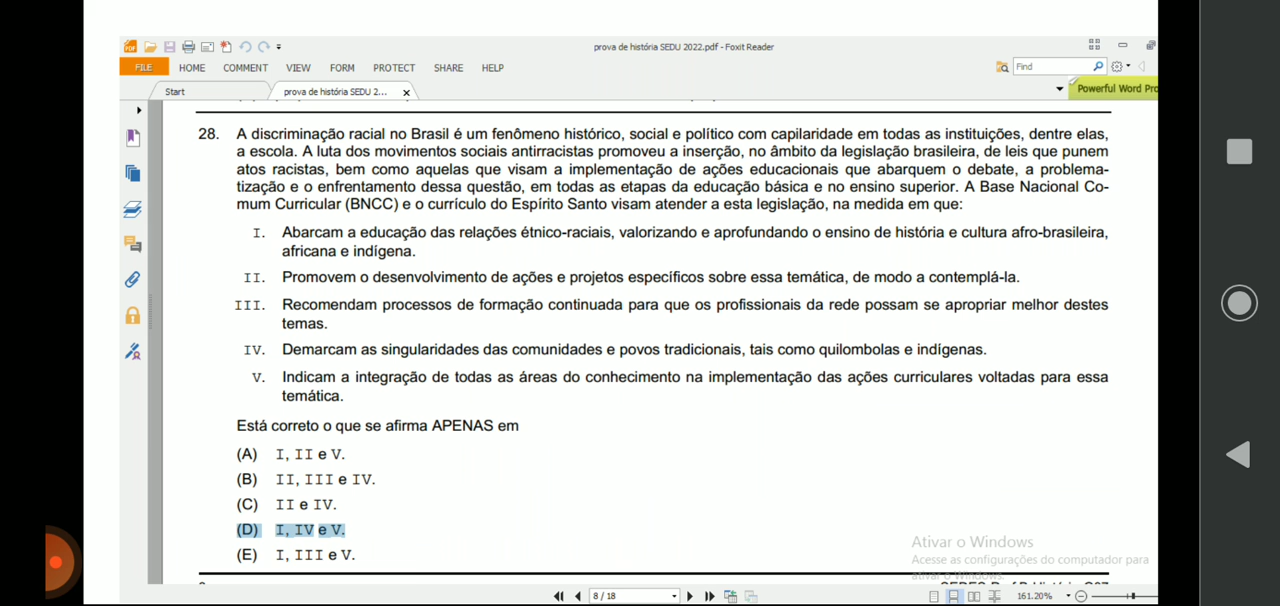 prova de história SEDU 2022.pdf - Foxit Reader
FILE HOME COMMENT VIEW FORM PROTECT SHARE HELP
Find
Start
prova de história SEDU 2... x
Powerful Word Pro
28. A discriminação racial no Brasil é um fenômeno histórico, social e político com capilaridade em todas as instituições, dentre elas,
a escola. A luta dos movimentos sociais antirracistas promoveu a inserção, no âmbito da legislação brasileira, de leis que punem
atos racistas, bem como aquelas que visam a implementação de ações educacionais que abarquem o debate, a problema-
tização e o enfrentamento dessa questão, em todas as etapas da educação básica e no ensino superior. A Base Nacional Co-
mum Curricular (BNCC) e o currículo do Espírito Santo visam atender a esta legislação, na medida em que:
I. Abarcam a educação das relações étnico-raciais, valorizando e aprofundando o ensino de história e cultura afro-brasileira,
africana e indígena.
II. Promovem o desenvolvimento de ações e projetos específicos sobre essa temática, de modo a contemplá-la.
III. Recomendam processos de formação continuada para que os profissionais da rede possam se apropriar melhor destes
temas.
IV. Demarcam as singularidades das comunidades e povos tradicionais, tais como quilombolas e indígenas.
V. Indicam a integração de todas as áreas do conhecimento na implementação das ações curriculares voltadas para essa
temática.
Está correto o que se afirma APENAS em
(A) I, II e V.
(B) II, III e IV.
(C) II e IV.
(D) I, IV e V.
(E) I, III e V.
Ativar o Windows
Acesse as configurações do computador para
ativar o Windows.
8 / 18
161.20%